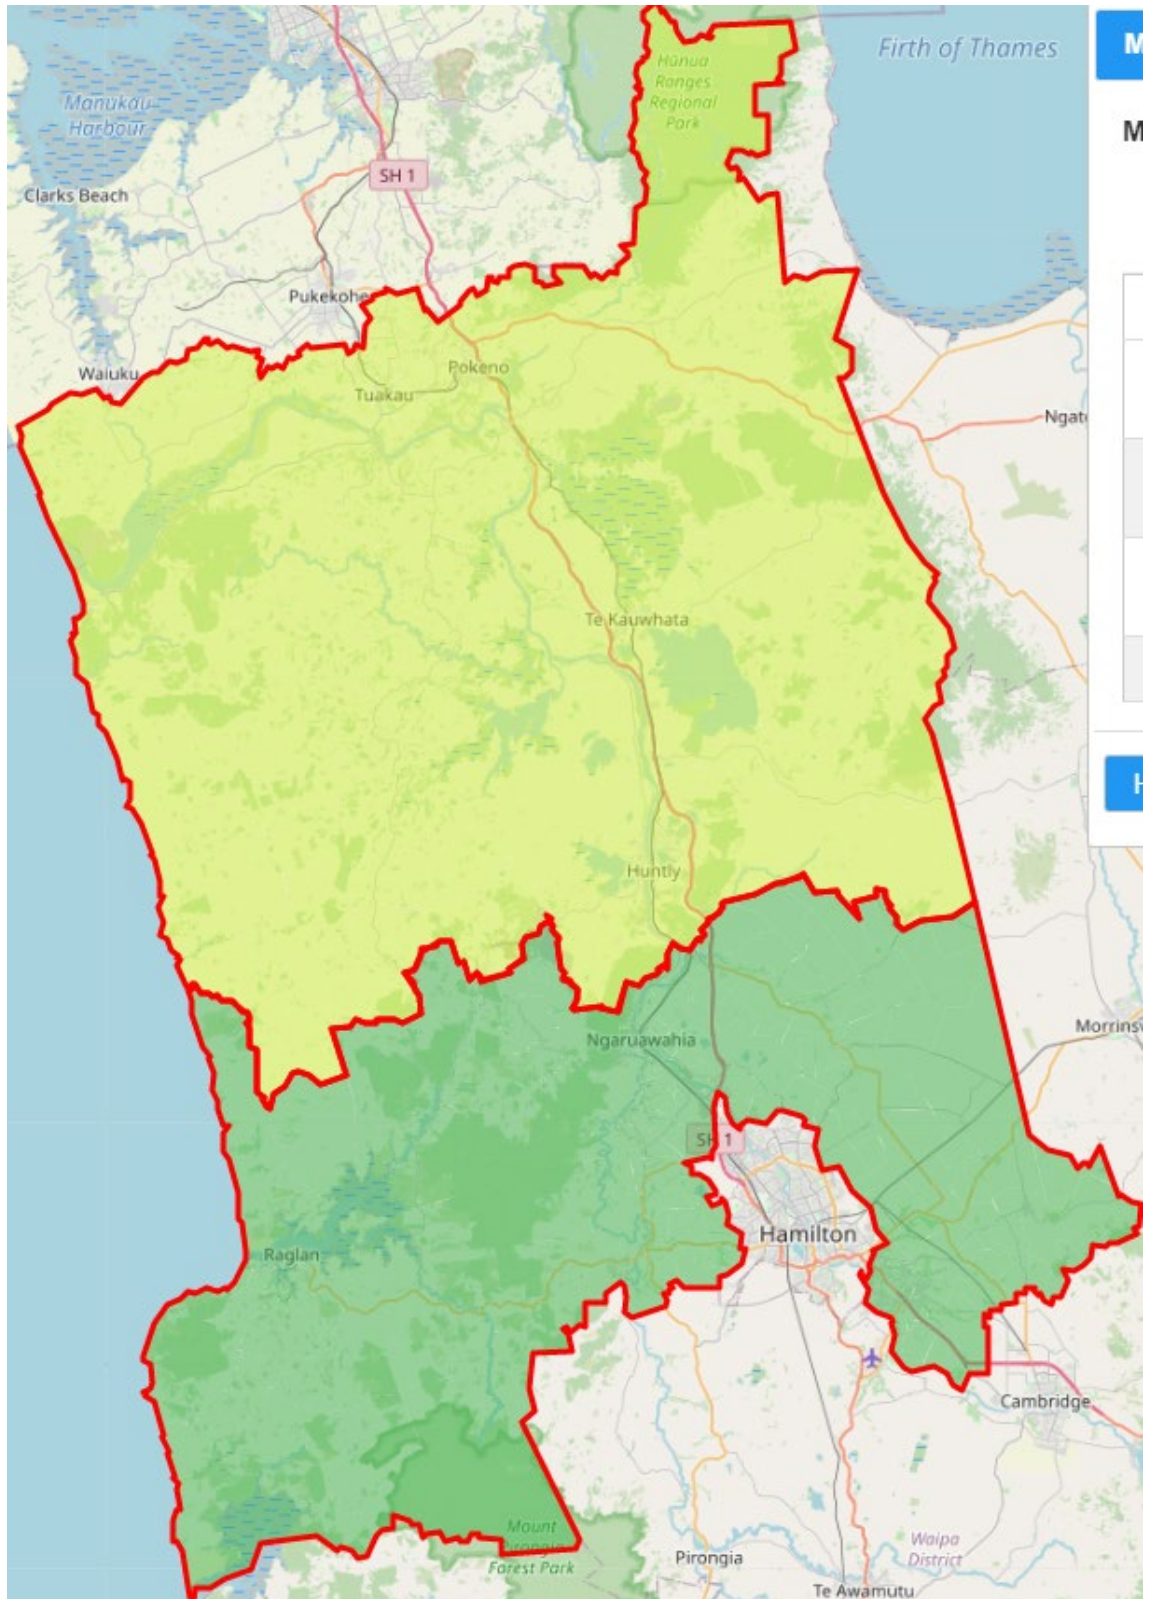 Firth of Thames
M
Hūnua
Ranges
Regional
Park
Manukau
Harbour
M
SH 1
Clarks Beach
Pukekohe
Pokeno
Waiuku
Tuakau
Ngat
Te Kauwhata
H
Huntly
Morrinsv
Ngaruawahia
SH 1
Hamilton
Raglan
Cambridge
Mount
Pirongia
Forest Park
Pirongia
Waipa
District
Te Awamutu